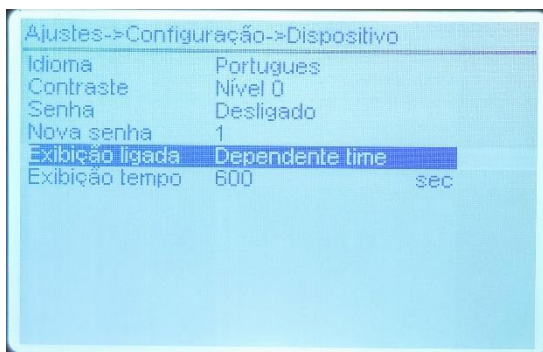 Ajustes->Configuração->Dispositivo
Idioma Portugues
Contraste Nível 0
Senha Desligado
Nova senha 1
Exibição ligada Dependente time
Exibição tempo 600 sec